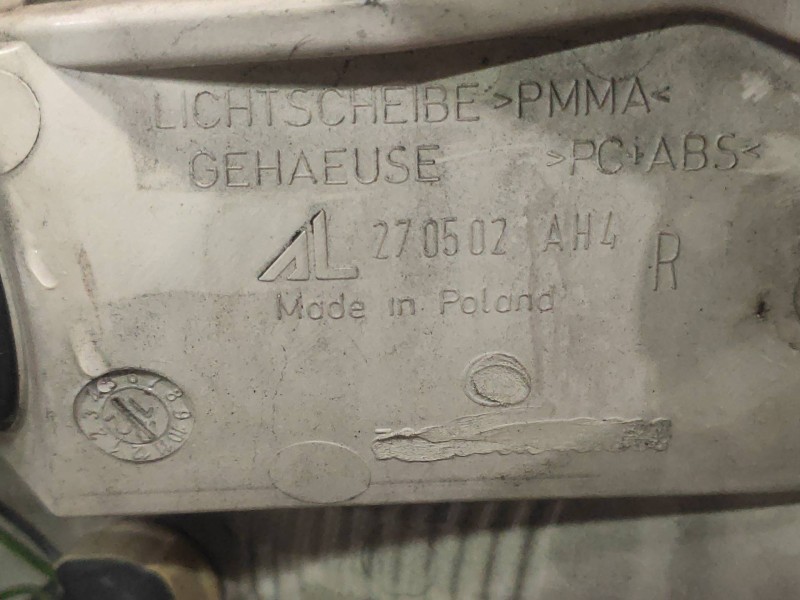 LICHTSCHEIBE >PMMA<
GEHAEUSE >PC+ABS<
AL 270502 AH4 R
Made in Poland